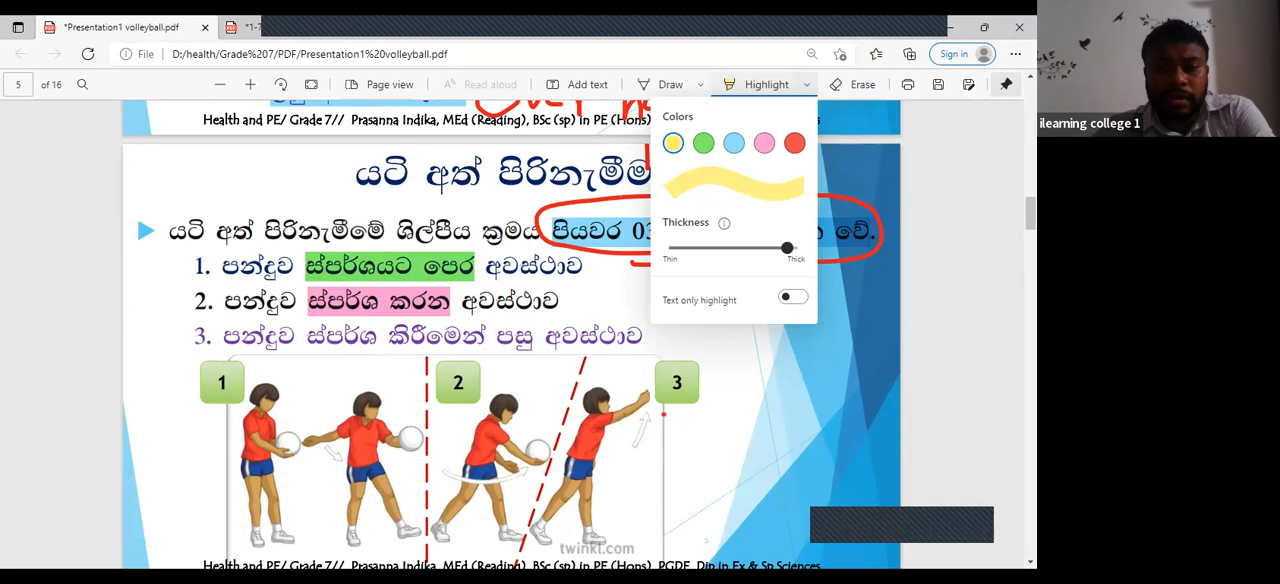 *Presentation1 volleyball.pdf
*1-7
File D:/health/Grade%207/PDF/Presentation1%20volleyball.pdf
Sign in
5 of 16
Page view
Read aloud
Add text
Draw
Highlight
Erase
Health and PE/ Grade 7// Prasanna Indika, MEd (Reading), BSc (sp) in PE (Hons)
Colors
Thickness
Thin Thick
Text only highlight
ilearning college 1
යටි අත් පිරිනැමීම
යටි අත් පිරිනැමීමේ ශිල්පීය ක්‍රමය පියවර 03 වේ.
1. පන්දුව ස්පර්ශයට පෙර අවස්ථාව
2. පන්දුව ස්පර්ශ කරන අවස්ථාව
3. පන්දුව ස්පර්ශ කිරීමෙන් පසු අවස්ථාව
1 2 3
twinkl.com
Health and PE/ Grade 7// Prasanna Indika, MEd (Reading), BSc (sp) in PE (Hons), PGDE, Dip in Ex & Sp Sciences